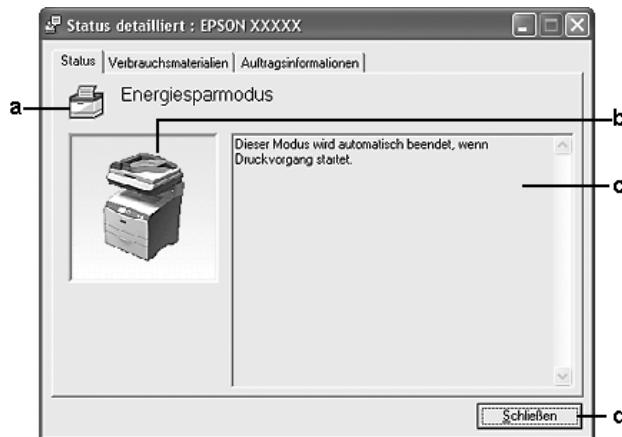 Status detailliert : EPSON XXXXX
Status Verbrauchsmaterialien Auftragsinformationen
a
Energiesparmodus
b
Dieser Modus wird automatisch beendet, wenn
Druckvorgang startet.
c
Schließen
d